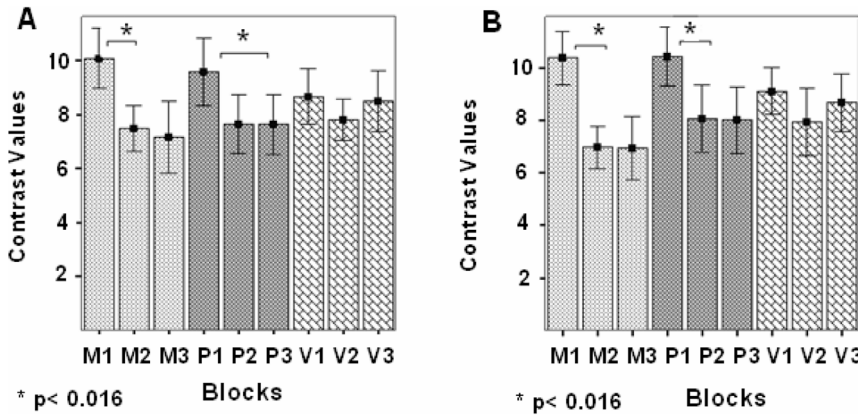 A
Contrast Values
10
8
6
4
2
*
*
M1 M2 M3 P1 P2 P3 V1 V2 V3
* p< 0.016
Blocks
B
Contrast Values
10
8
6
4
2
*
*
M1 M2 M3 P1 P2 P3 V1 V2 V3
* p< 0.016
Blocks